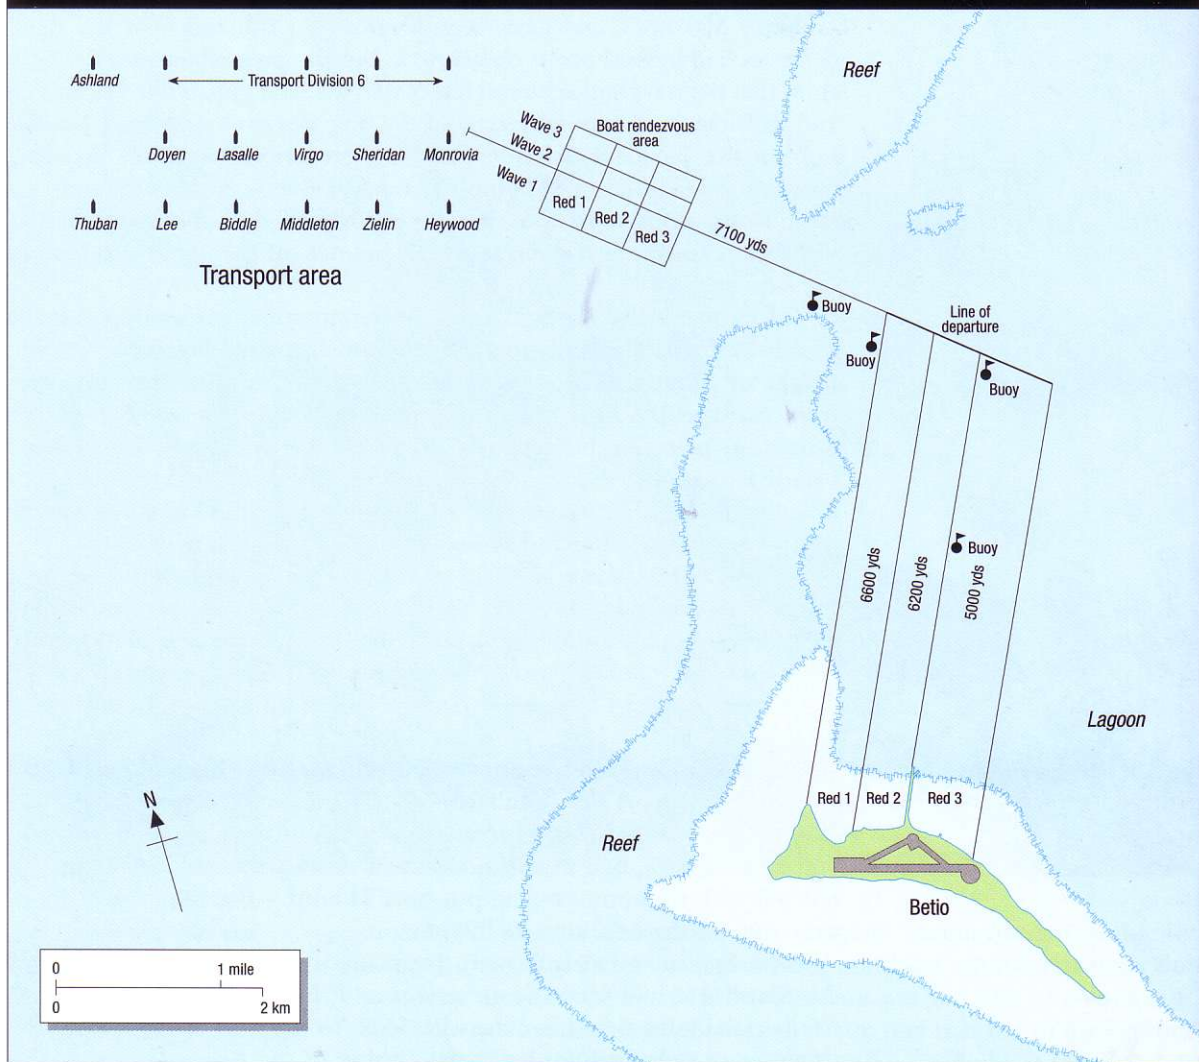 Ashland
Transport Division 6
Doyen
Lasalle
Virgo
Sheridan
Monrovia
Thuban
Lee
Biddle
Middleton
Zielin
Heywood
Transport area
Wave 3
Wave 2
Wave 1
Boat rendezvous
area
Red 1
Red 2
Red 3
7100 yds
Reef
Buoy
Buoy
Line of
departure
Buoy
Buoy
6600 yds
6200 yds
5000 yds
Lagoon
Red 1
Red 2
Red 3
Reef
Betio
N
0
1 mile
0
2 km